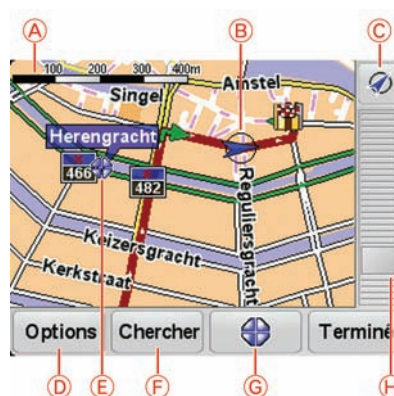 A B C
100 200 300 400m
Singel
Amstel
Herengracht
466
482
Reguliersgracht
Keizersgracht
Kerkstraat
Options Chercher Terminé
D E F G H